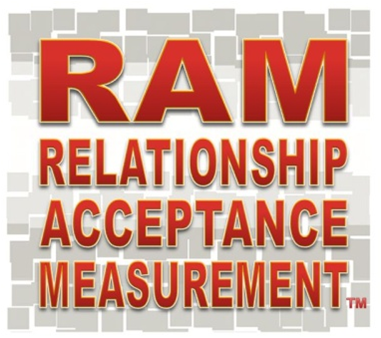 RAM
RELATIONSHIP
ACCEPTANCE
MEASUREMENT™